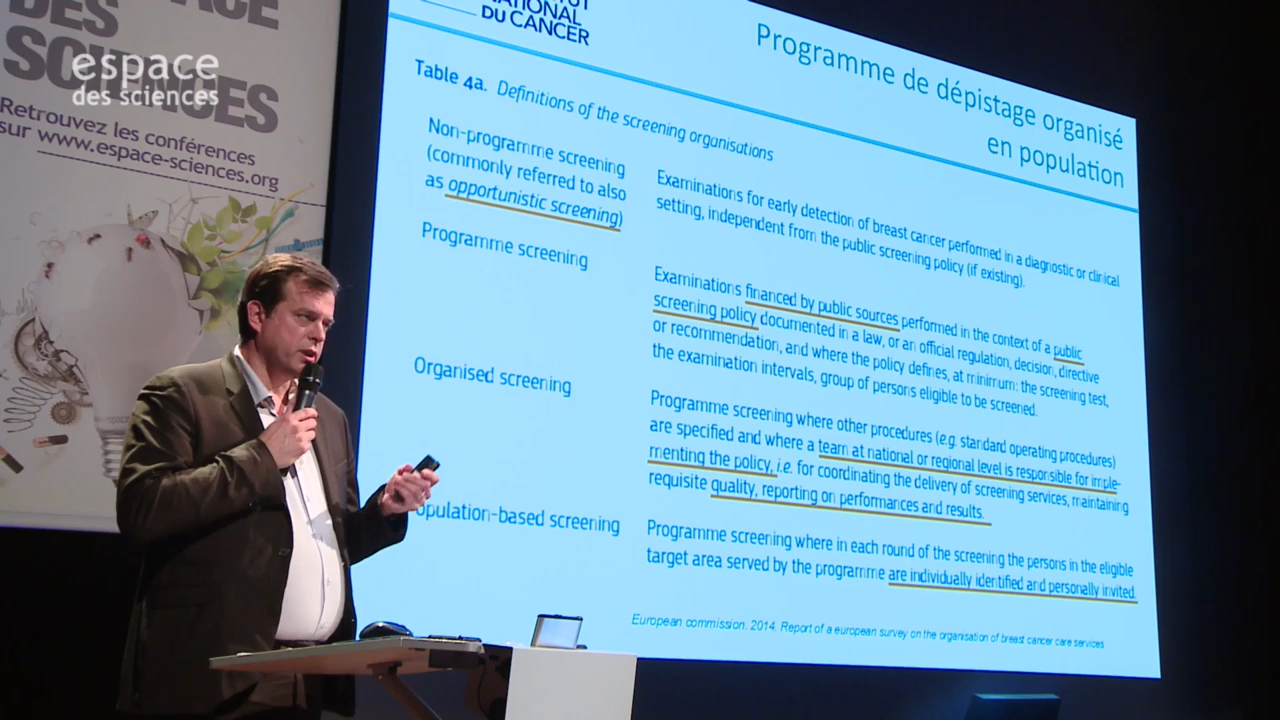 DES
SCIENCES
espace
des sciences
Retrouvez les conférences
sur www.espace-sciences.org
NATIONAL
DU CANCER
Programme de dépistage organisé
en population
Table 4a. Definitions of the screening organisations
Non-programme screening
(commonly referred to also
as opportunistic screening)
Examinations for early detection of breast cancer performed in a diagnostic or clinical
setting, independent from the public screening policy (if existing).
Programme screening
Examinations financed by public sources performed in the context of a public
screening policy documented in a law, or an official regulation, decision, directive
or recommendation, and where the policy defines, at minimum: the screening test,
the examination intervals, group of persons eligible to be screened.
Organised screening
Programme screening where other procedures (e.g. standard operating procedures)
are specified and where a team at national or regional level is responsible for imple-
menting the policy, i.e. for coordinating the delivery of screening services, maintaining
requisite quality, reporting on performances and results.
opulation-based screening
Programme screening where in each round of the screening the persons in the eligible
target area served by the programme are individually identified and personally invited.
European commission. 2014. Report of a european survey on the organisation of breast cancer care services